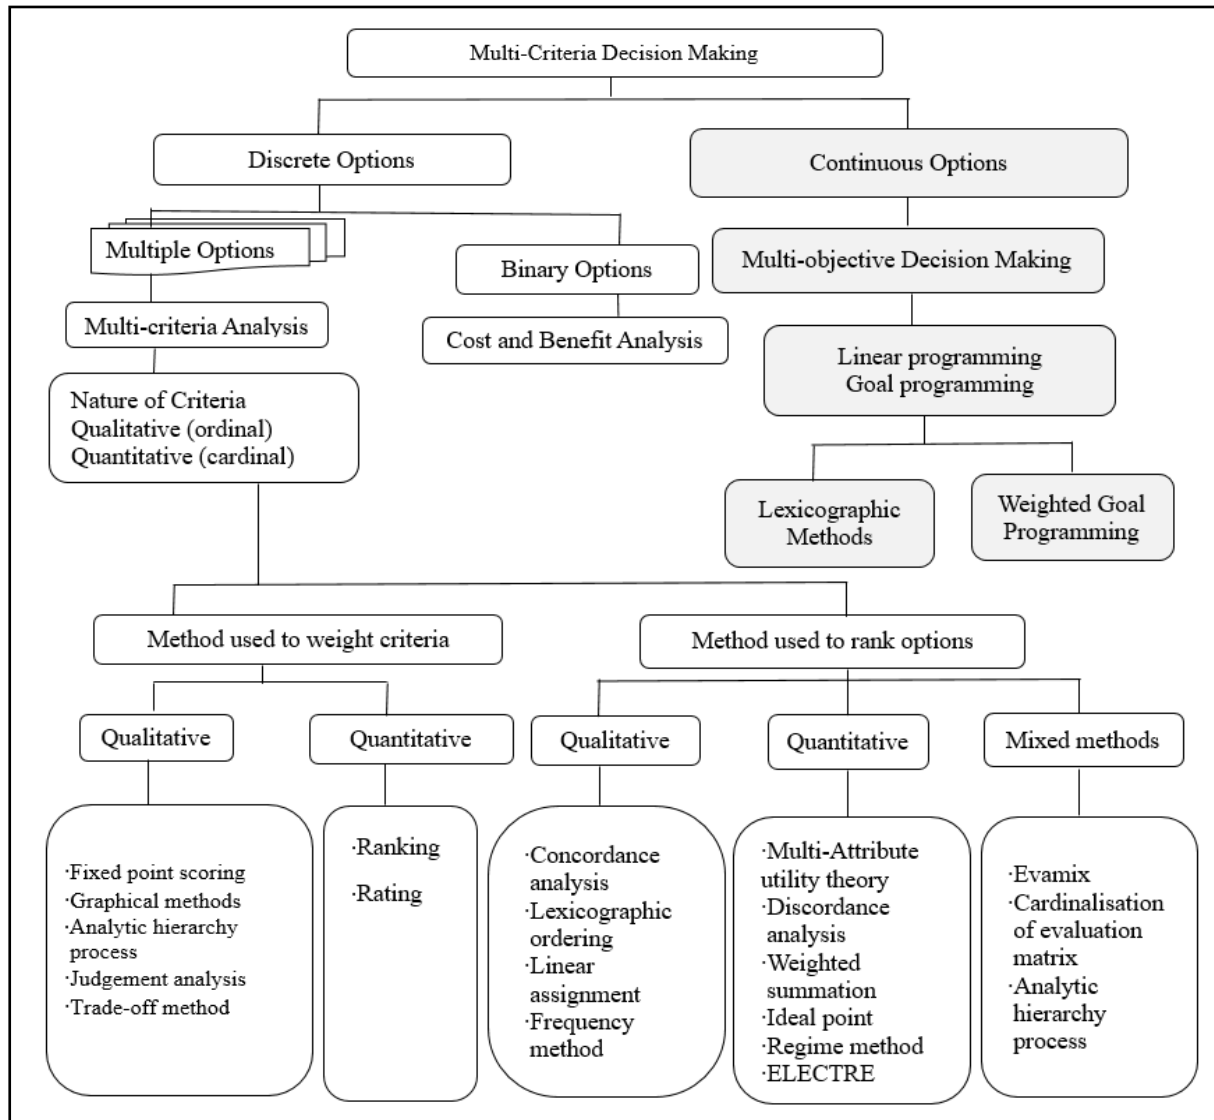 Multi-Criteria Decision Making
Discrete Options
Continuous Options
Multiple Options
Binary Options
Multi-objective Decision Making
Multi-criteria Analysis
Cost and Benefit Analysis
Linear programming
Goal programming
Nature of Criteria
Qualitative (ordinal)
Quantitative (cardinal)
Lexicographic
Methods
Weighted Goal
Programming
Method used to weight criteria
Method used to rank options
Qualitative
Quantitative
Qualitative
Quantitative
Mixed methods
·Fixed point scoring
·Graphical methods
·Analytic hierarchy
process
·Judgement analysis
·Trade-off method
·Ranking
·Rating
·Concordance
analysis
·Lexicographic
ordering
·Linear
assignment
·Frequency
method
·Multi-Attribute
utility theory
·Discordance
analysis
·Weighted
summation
·Ideal point
·Regime method
·ELECTRE
·Evamix
·Cardinalisation
of evaluation
matrix
·Analytic
hierarchy
process